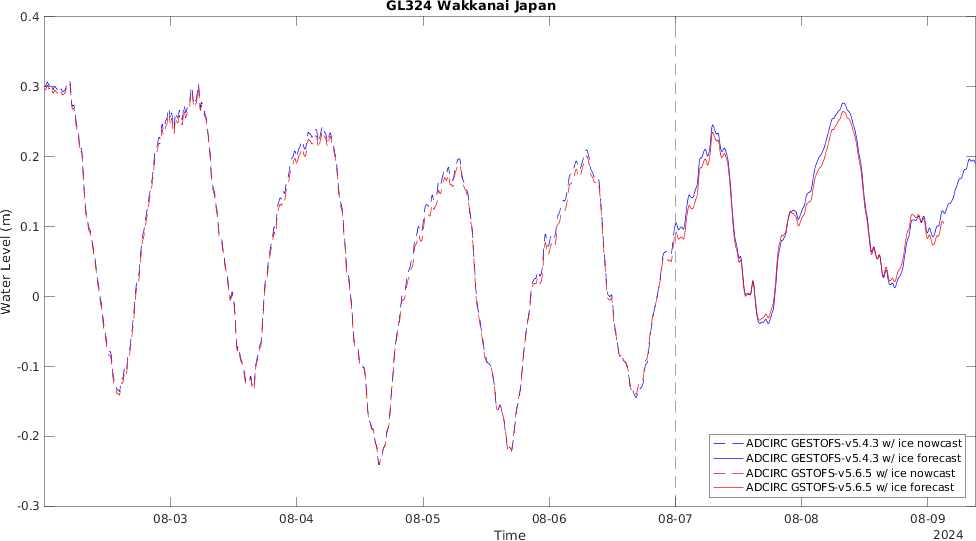 GL324 Wakkanai Japan
0.4
0.3
0.2
0.1
0
-0.1
-0.2
-0.3
Water Level (m)
ADCIRC GESTOFS-v5.4.3 w/ ice nowcast
ADCIRC GESTOFS-v5.4.3 w/ ice forecast
ADCIRC GSTOFS-v5.6.5 w/ ice nowcast
ADCIRC GSTOFS-v5.6.5 w/ ice forecast
08-03 08-04 08-05 08-06 08-07 08-08 08-09
Time
2024